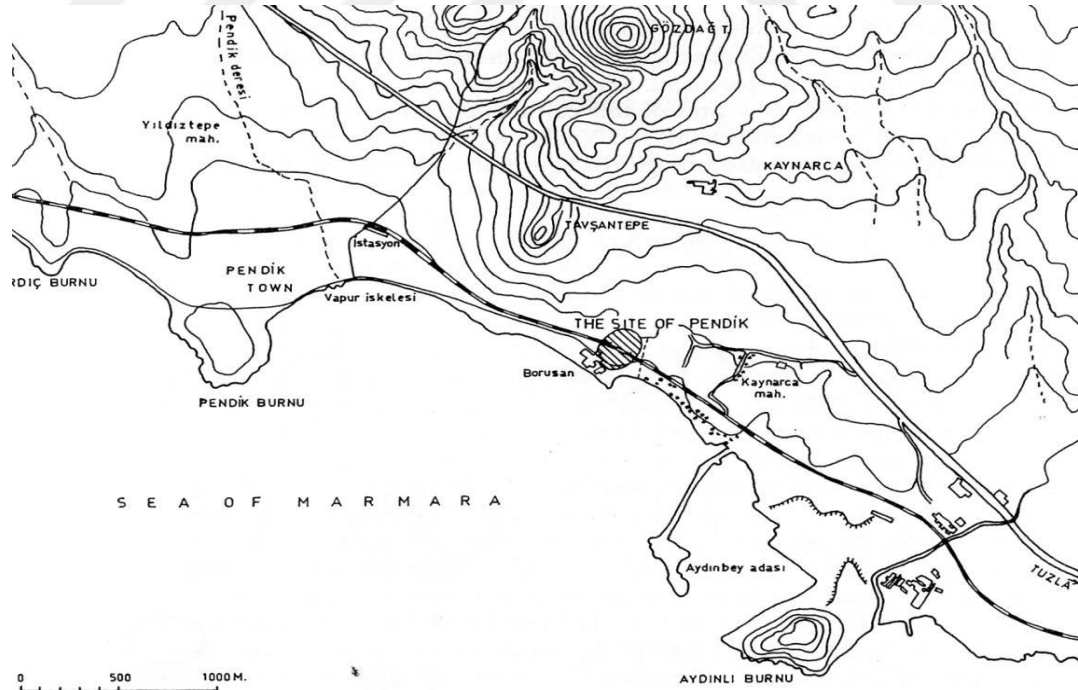 GÖZDAĞT
Pendik deresi
Yıldıztepe
mah.
KAYNARCA
TAVŞANTEPE
İstasyon
PENDİK
TOWN
RDIÇ BURNU
Vapur iskelesi
THE SITE OF PENDİK
Borusan
Kaynarca
mah.
PENDİK BURNU
SEA OF MARMARA
Aydınbey adası
TUZLA
AYDINLI BURNU
0 500 1000 M.